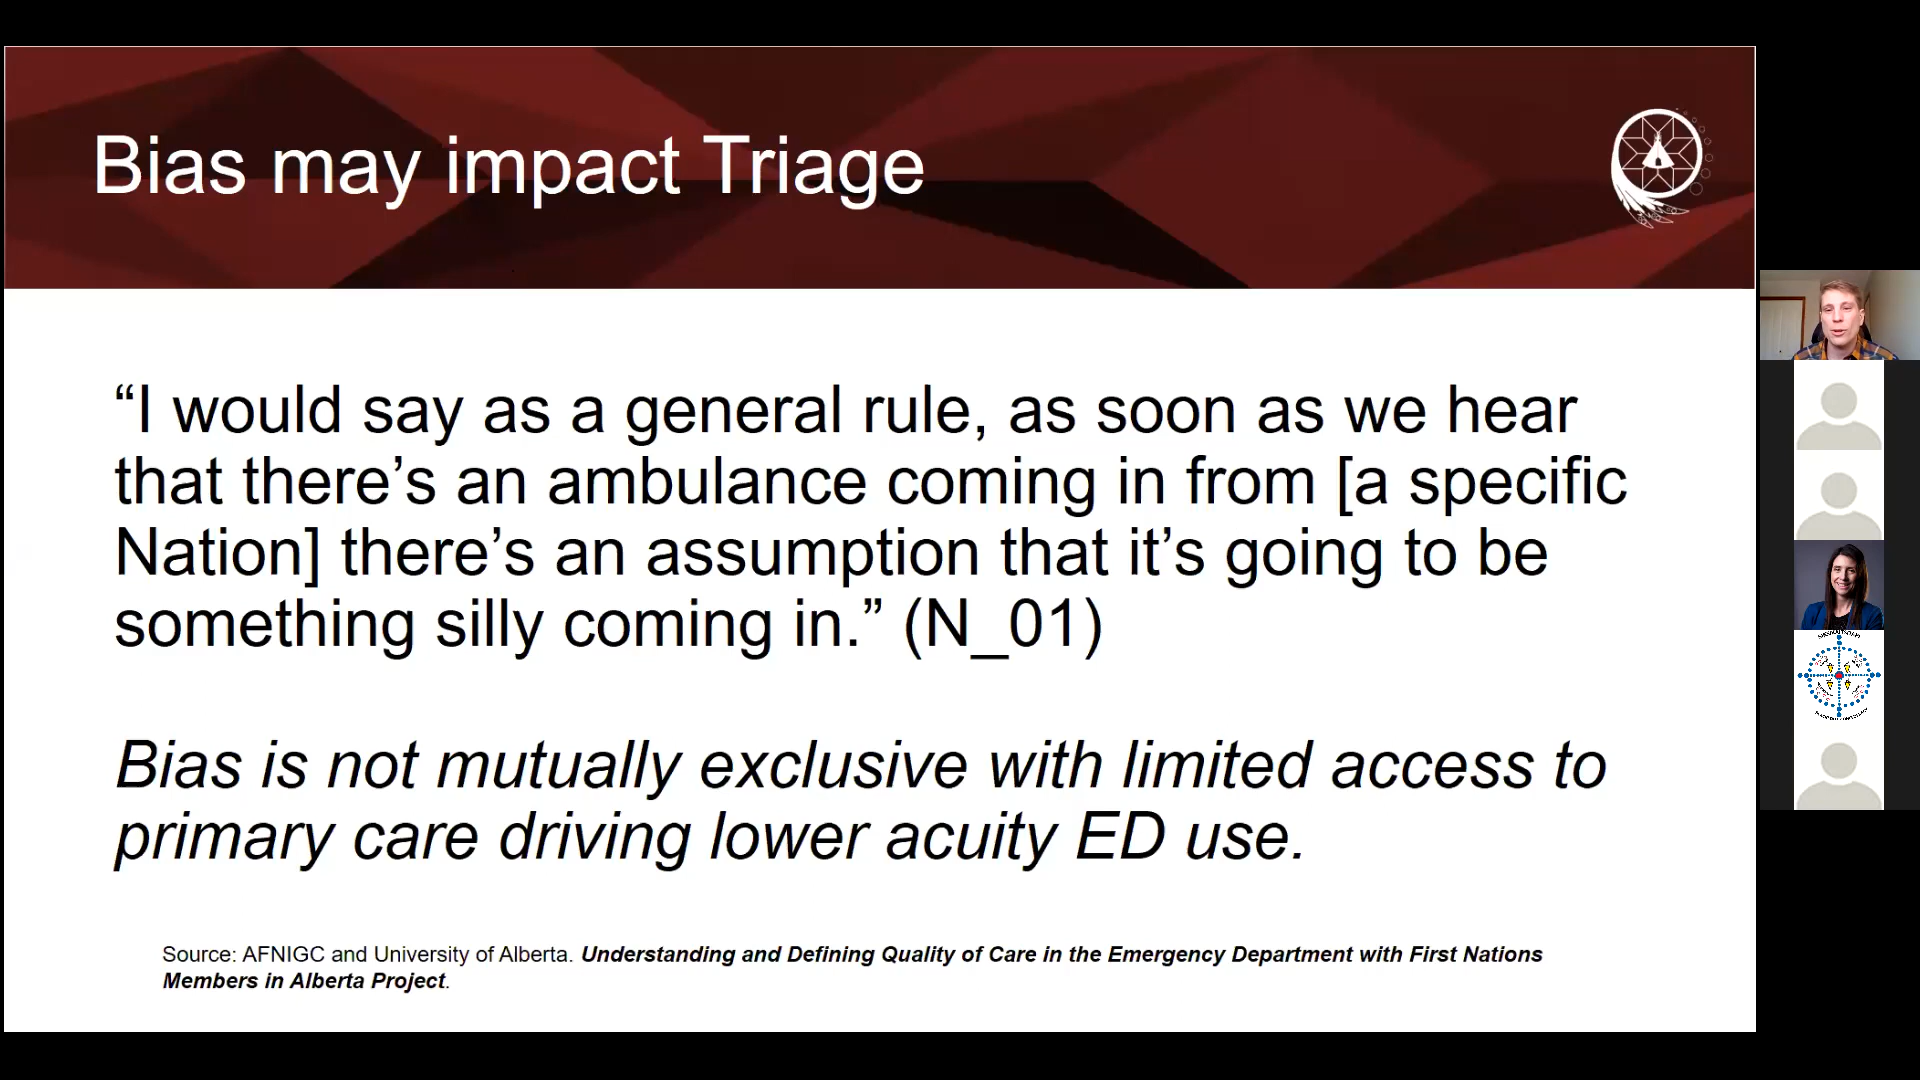 Bias may impact Triage
“I would say as a general rule, as soon as we hear
that there’s an ambulance coming in from [a specific
Nation] there’s an assumption that it’s going to be
something silly coming in.” (N_01)
Bias is not mutually exclusive with limited access to
primary care driving lower acuity ED use.
Source: AFNIGC and University of Alberta. Understanding and Defining Quality of Care in the Emergency Department with First Nations
Members in Alberta Project.